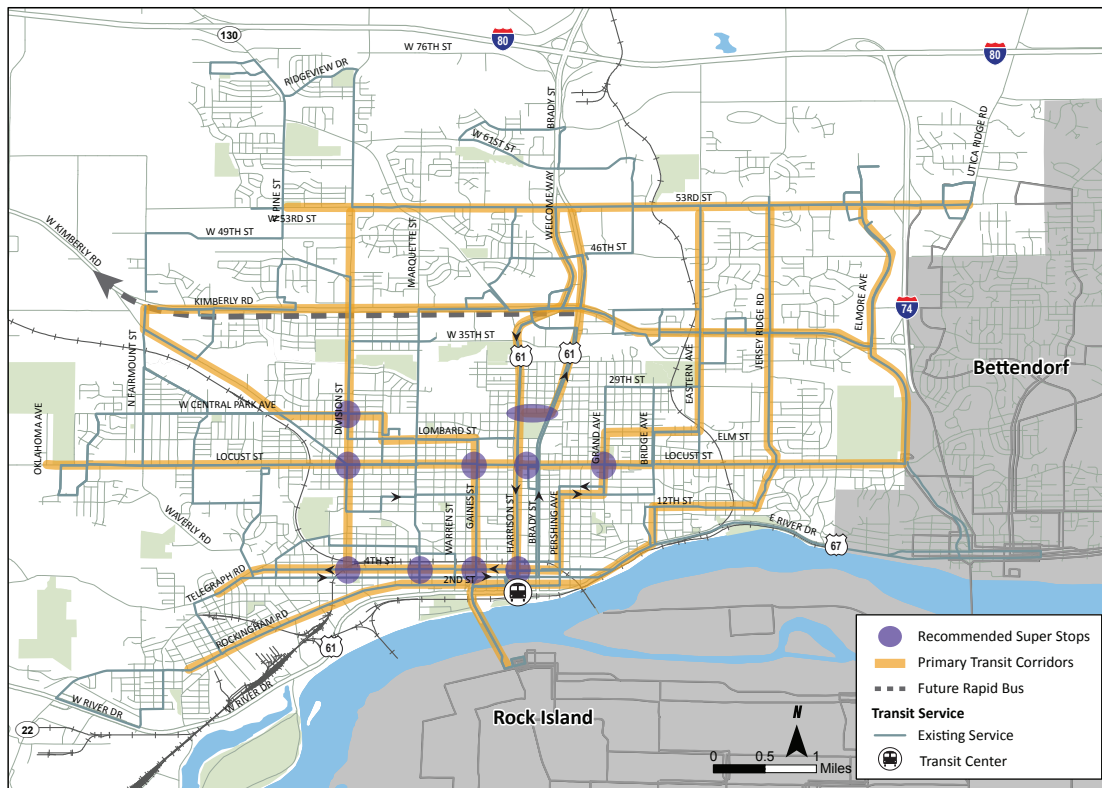 130
80
W 76TH ST
80
RIDGEVIEW DR
BRADY ST
W 61ST ST
UTICA RIDGE RD
N PINE ST
53RD ST
W 53RD ST
WELCOME WAY
MARQUETTE ST
W 49TH ST
46TH ST
W KIMBERLY RD
KIMBERLY RD
JERSEY RIDGE RD
ELMORE AVE
74
N FAIRMOUNT ST
W 35TH ST
61
61
EASTERN AVE
Bettendorf
29TH ST
W CENTRAL PARK AVE
DIVISION ST
GRAND AVE
BRIDGE AVE
OKLAHOMA AVE
LOMBARD ST
ELM ST
LOCUST ST
LOCUST ST
WARREN ST
GAINES ST
HARRISON ST
BRADY ST
PERSHING AVE
12TH ST
WAVERLY RD
E RIVER DR
67
4TH ST
TELEGRAPH RD
2ND ST
ROCKINGHAM RD
61
W RIVER DR
W RIVER DR
22
Rock Island
N
0 0.5 1
Miles
Recommended Super Stops
Primary Transit Corridors
Future Rapid Bus
Transit Service
Existing Service
Transit Center